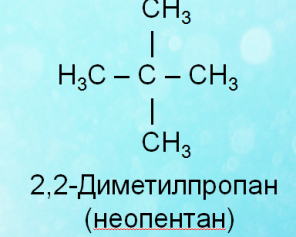 CH₃
|
H₃C – C – CH₃
|
CH₃
2,2-Диметилпропан
(неопентан)